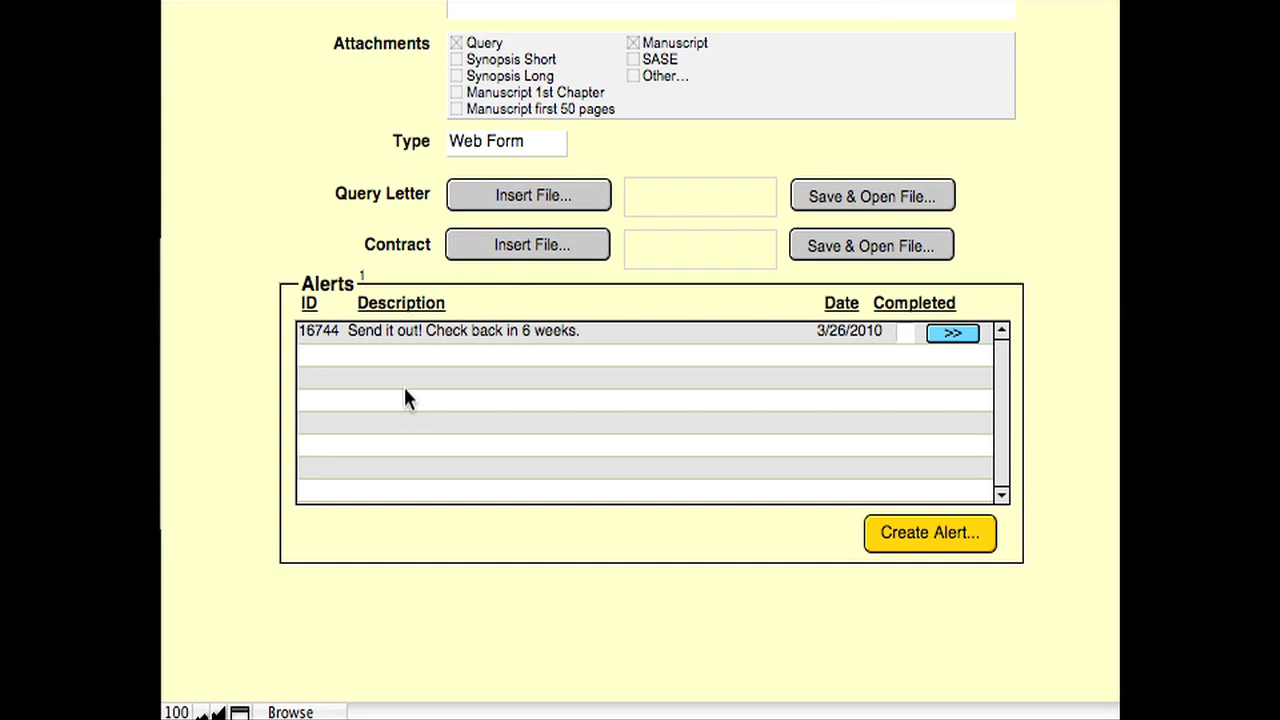 Attachments
Query
Manuscript
Synopsis Short
SASE
Synopsis Long
Other...
Manuscript 1st Chapter
Manuscript first 50 pages
Type Web Form
Query Letter Insert File... Save & Open File...
Contract Insert File... Save & Open File...
Alerts 1
ID Description Date Completed
16744 Send it out! Check back in 6 weeks. 3/26/2010 >>
Create Alert...
100 Browse